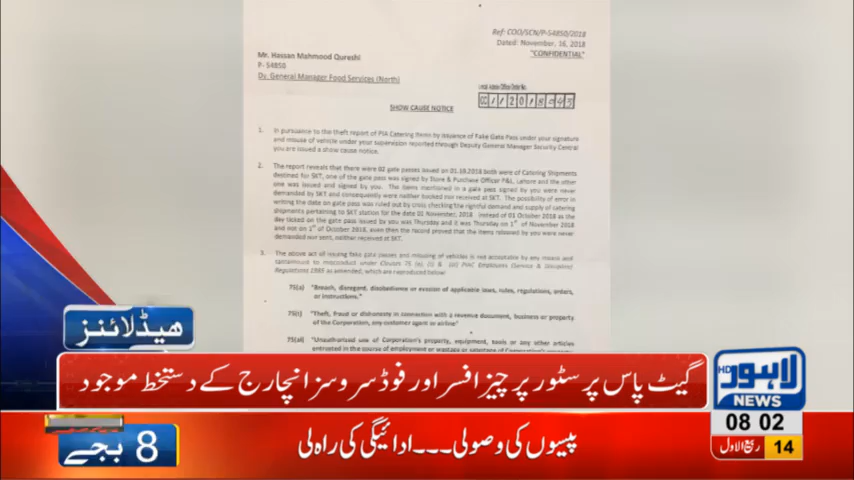 Ref: COO/SCN/P-54850/2018
Dated: November, 16, 2018
"CONFIDENTIAL"
Mr. Hassan Mahmood Qureshi
P- 54850
Dy. General Manager Food Services (North)
SHOW CAUSE NOTICE
1. In pursuance to the theft report of PIA Catering items by issuance of Fake Gate Pass under your signature
and misuse of vehicle under your supervision reported through Deputy General Manager Security Central
you are issued a show cause notice.
2. The report reveals that there were 02 gate passes issued on 01.10.2018 both were of Catering Shipments
destined for SKT, one of the gate pass was signed by Store & Purchase Officer P&L, Lahore and the other
one was issued and signed by you. The items mentioned in a gate pass signed by you were never
demanded by SKT and consequently were neither booked nor received at SKT. The possibility of error in
writing the date on gate pass was ruled out by cross checking the rightful demand and supply of catering
shipments pertaining to SKT station for the date 01 November, 2018 instead of 01 October 2018 as the
day ticked on the gate pass issued by you was Thursday and it was Thursday on 1st of November 2018
and not on 1st of October 2018, even then the record proved that the items rotated by you were never
demanded nor sent, neither received at SKT.
3. The above act of issuing fake gate passes and misusing of vehicles is not acceptable by any means and
tantamount to misconduct under Clauses 75 (a), (t) & (al) PIAC Employees (Service & Discipline)
Regulations 1985 as amended, which are reproduced below:
75(a) "Breach, disregard, disobedience or evasion of applicable laws, rules, regulations, orders,
or instructions."
75(t) "Theft, fraud or dishonesty in connection with a revenue document, business or property
of the Corporation, any customer agent or airline"
75(al) "Unauthorised use of Corporation's property, equipment, tools or any other articles
entrusted in the course of employment or wastage or
ہیڈلائنز
گیٹ پاس پر سٹور پرچیز افسر اور فوڈ سروسز انچارج کے دستخط موجود
HD
لاہور
NEWS
08 02
8 بجے
پیسوں کی وصولی ۔۔۔ ادائیگی کی راہ لی
ربیع الاول 14